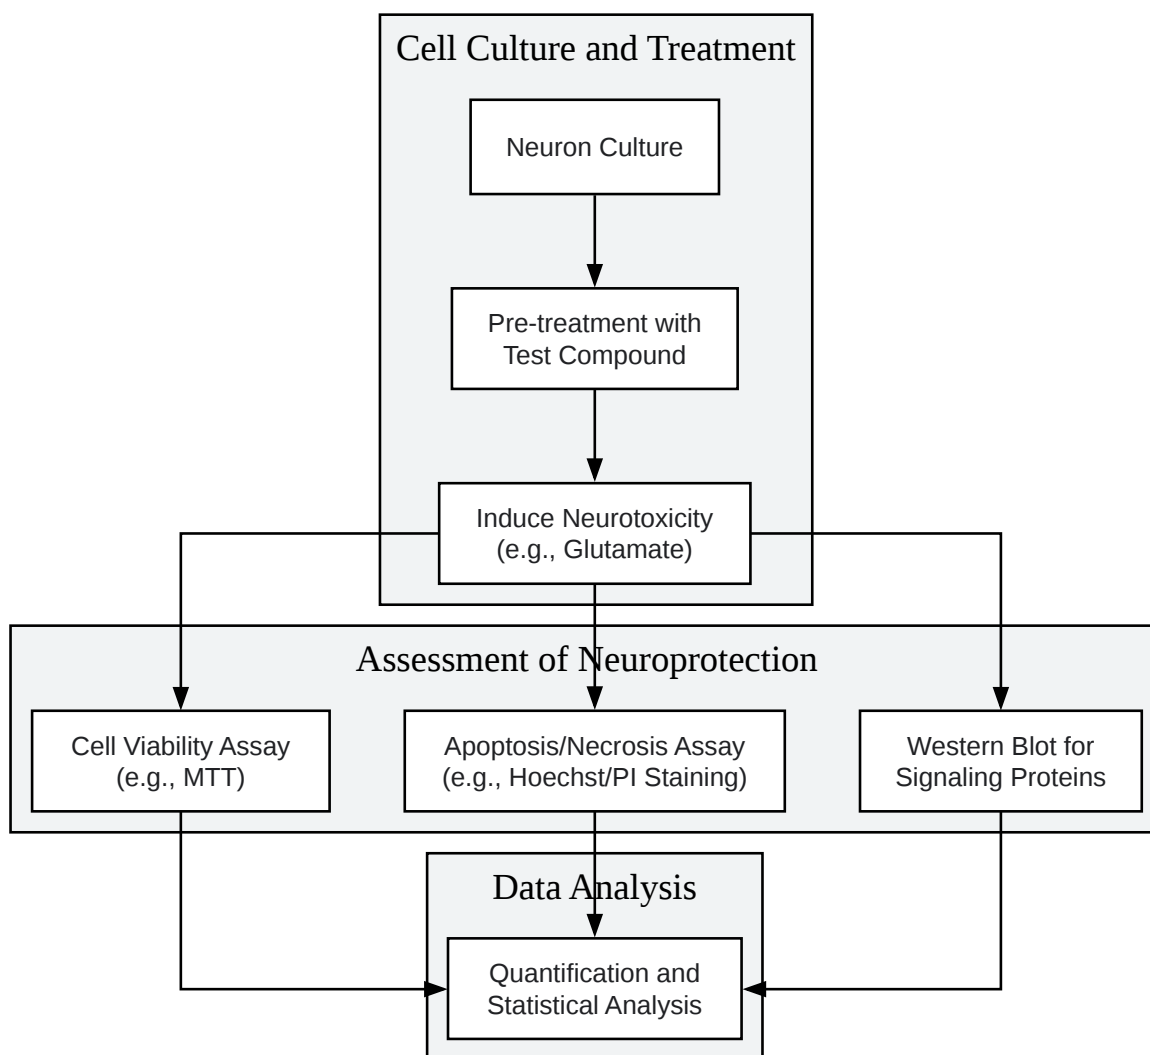 Cell Culture and Treatment
Neuron Culture
Pre-treatment with
Test Compound
Induce Neurotoxicity
(e.g., Glutamate)
Assessment of Neuroprotection
Cell Viability Assay
(e.g., MTT)
Apoptosis/Necrosis Assay
(e.g., Hoechst/PI Staining)
Western Blot for
Signaling Proteins
Data Analysis
Quantification and
Statistical Analysis